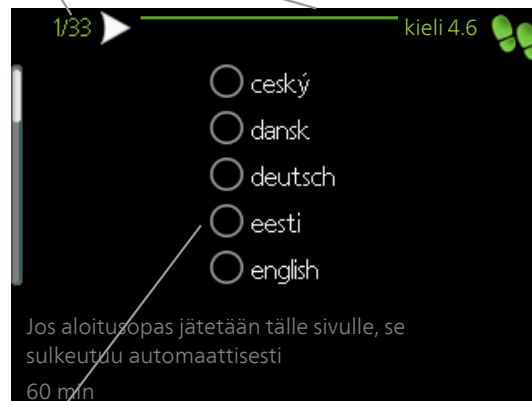 1/33
kieli 4.6
ceský
dansk
deutsch
eesti
english
Jos aloitusopas jätetään tälle sivulle, se
sulkeutuu automaattisesti
60 min